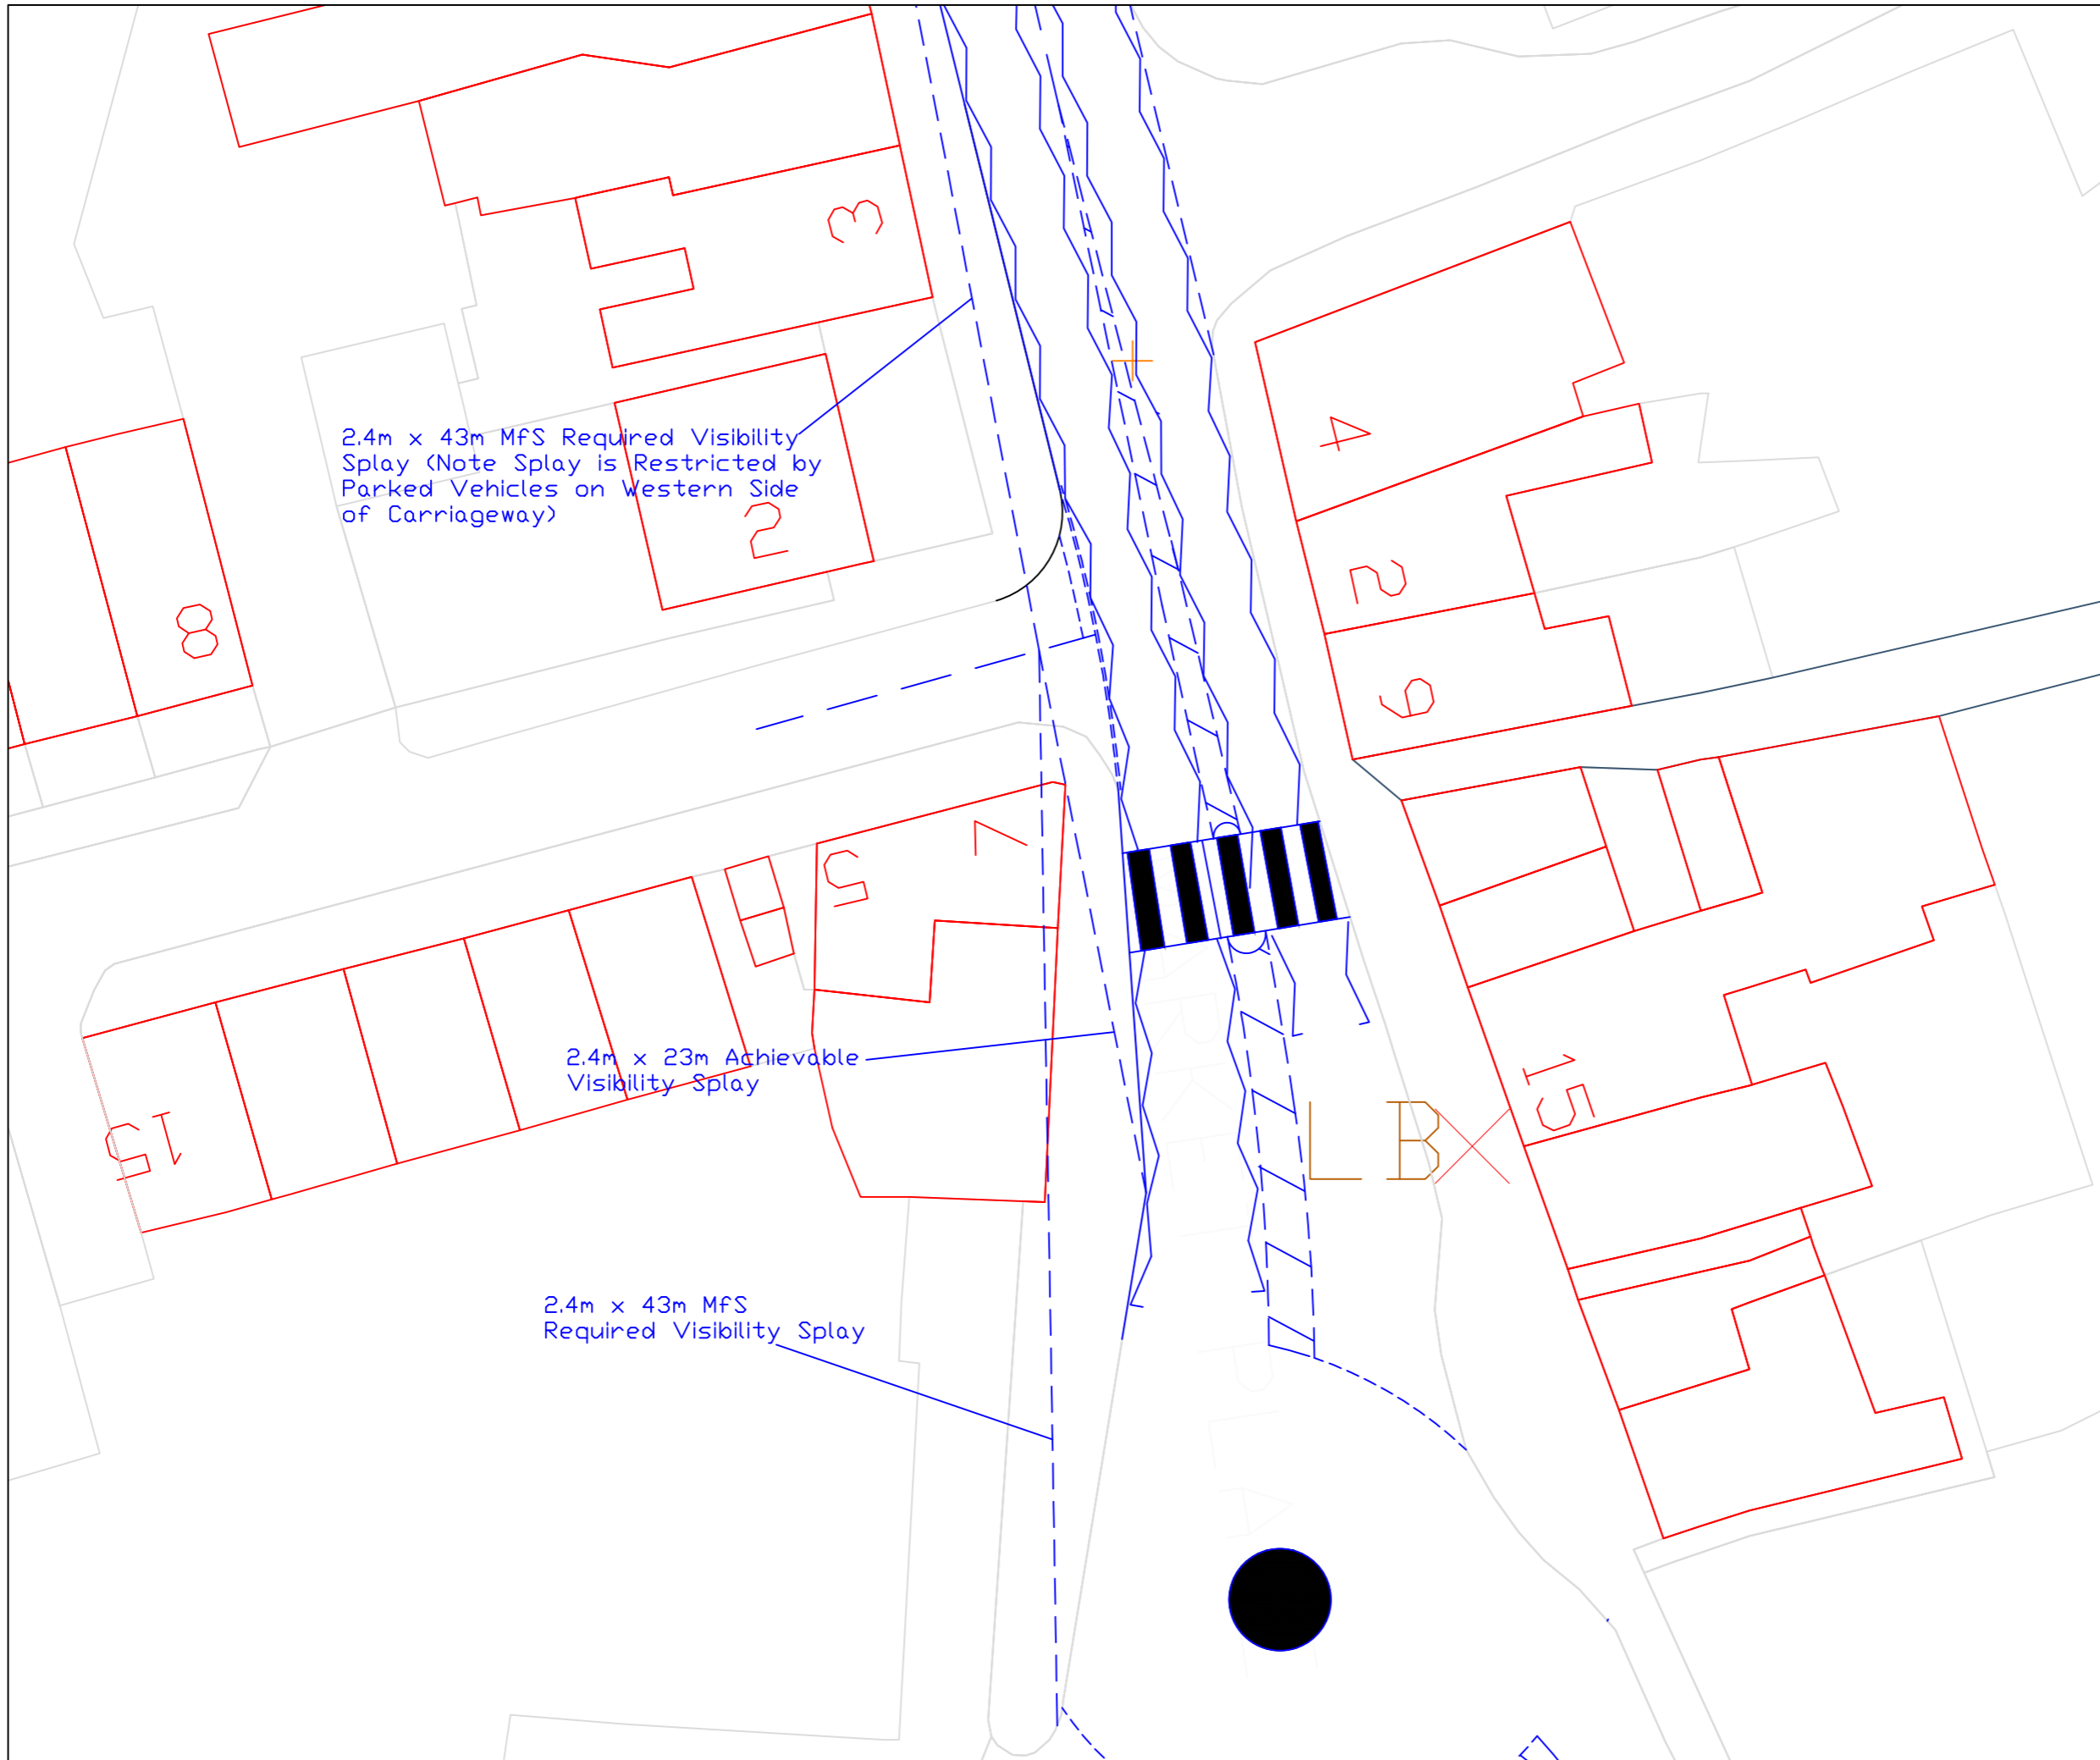 3
2.4m x 43m MfS Required Visibility
Splay (Note Splay is Restricted by
Parked Vehicles on Western Side
of Carriageway)
4
2
2
8
6
7
5
2.4m x 23m Achievable
Visibility Splay
15
15
LB
2.4m x 43m MfS
Required Visibility Splay